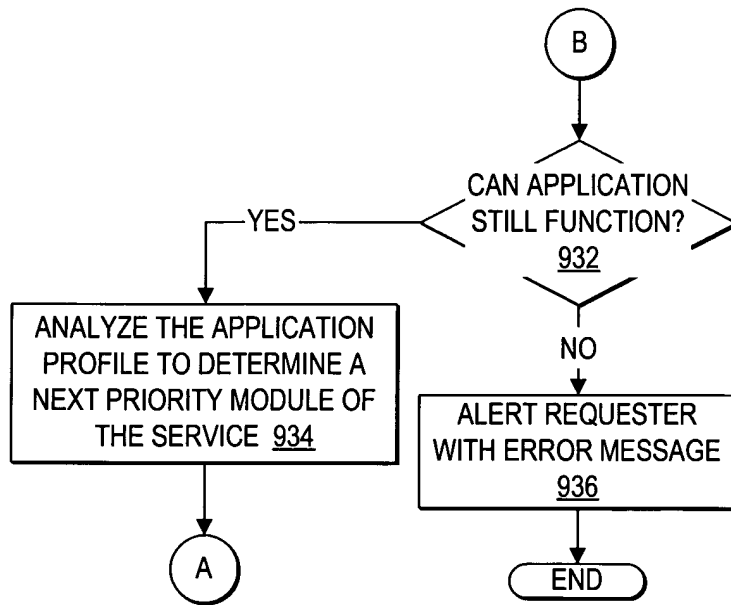 B
CAN APPLICATION
STILL FUNCTION?
932
YES
ANALYZE THE APPLICATION
PROFILE TO DETERMINE A
NEXT PRIORITY MODULE OF
THE SERVICE 934
A
NO
ALERT REQUESTER
WITH ERROR MESSAGE
936
END